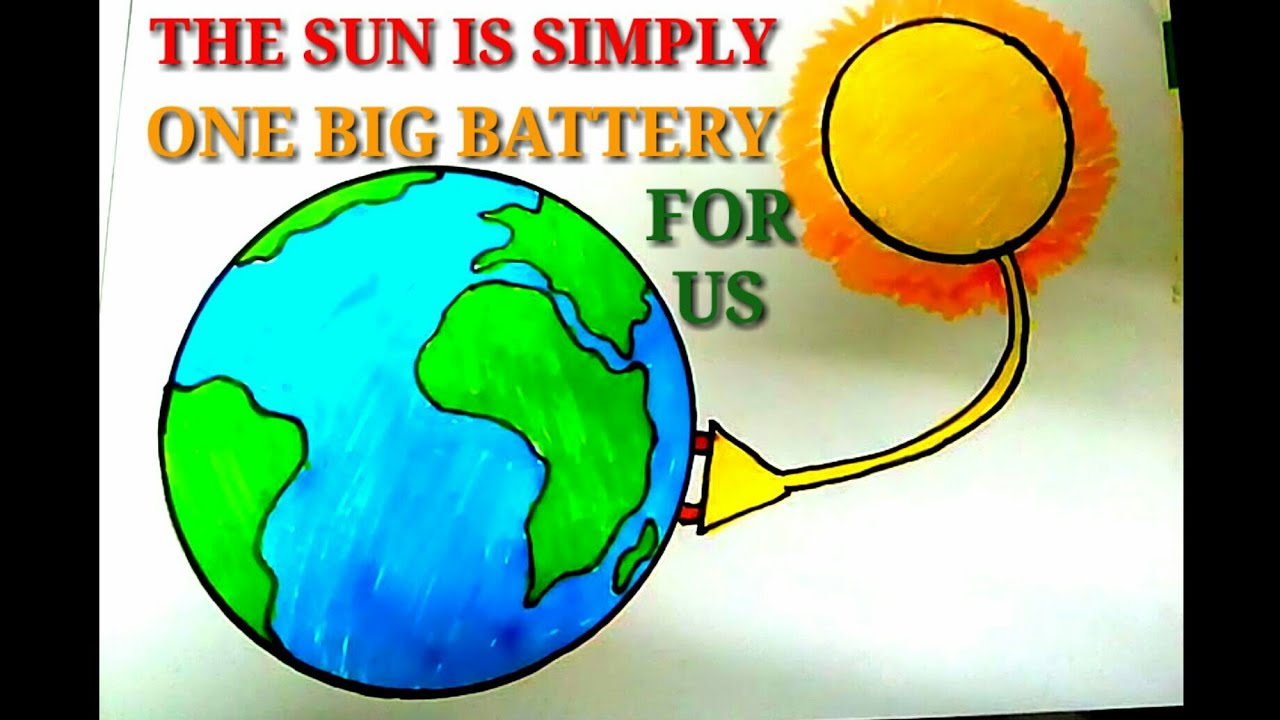 THE SUN IS SIMPLY
ONE BIG BATTERY
FOR
US